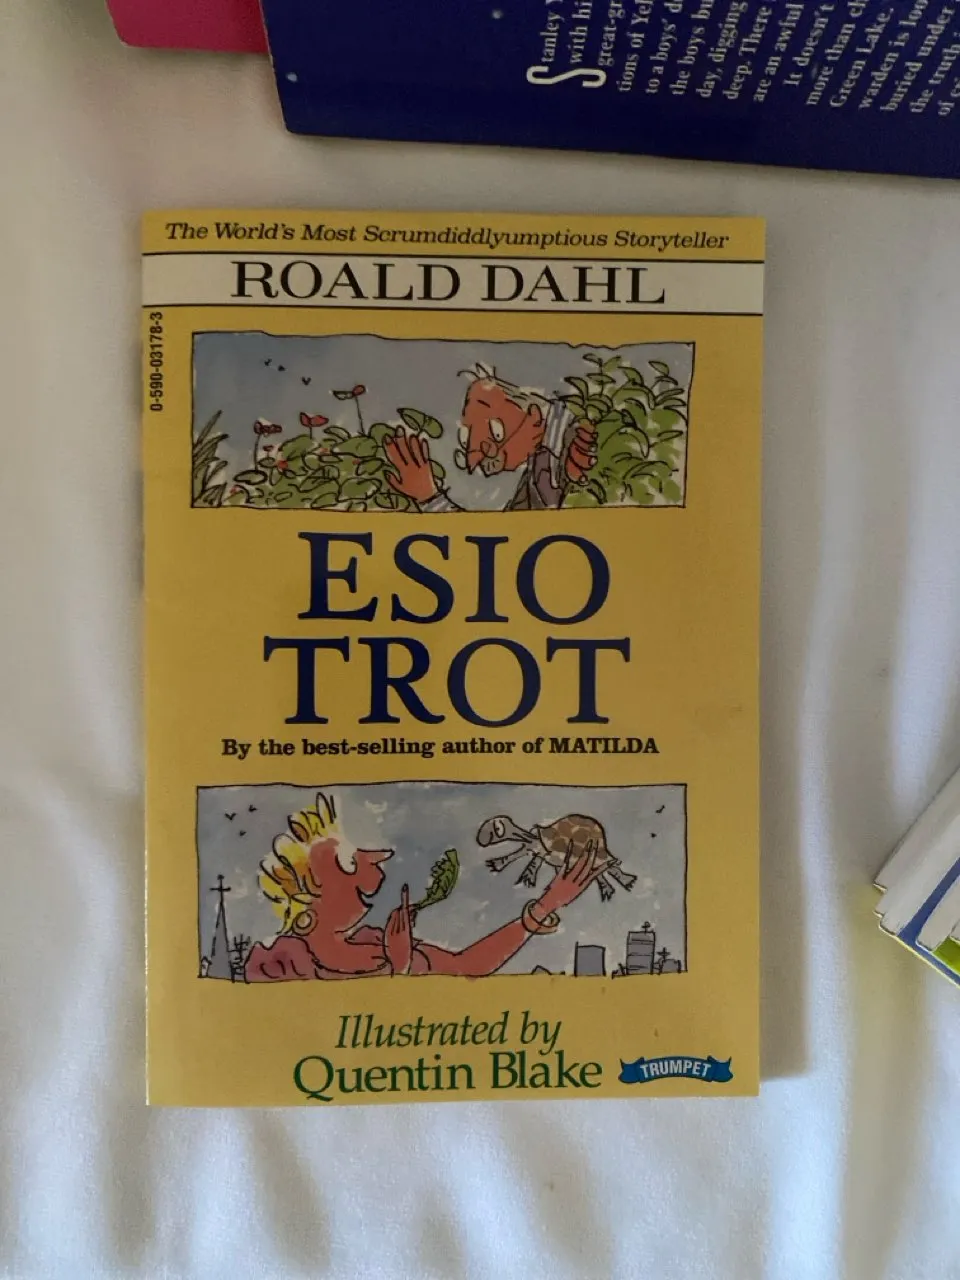 Stanley Y
with hi
great-gr
tions of Yel
to a boys' d
the boys bu
day, digging
deep. There
are an awful
It doesn't
more than ch
Green Lake.
warden is loo
buried under
the truth
of
The World's Most Scrumdiddlyumptious Storyteller
ROALD DAHL
0-590-03178-3
ESIO
TROT
By the best-selling author of MATILDA
Illustrated by
Quentin Blake
TRUMPET